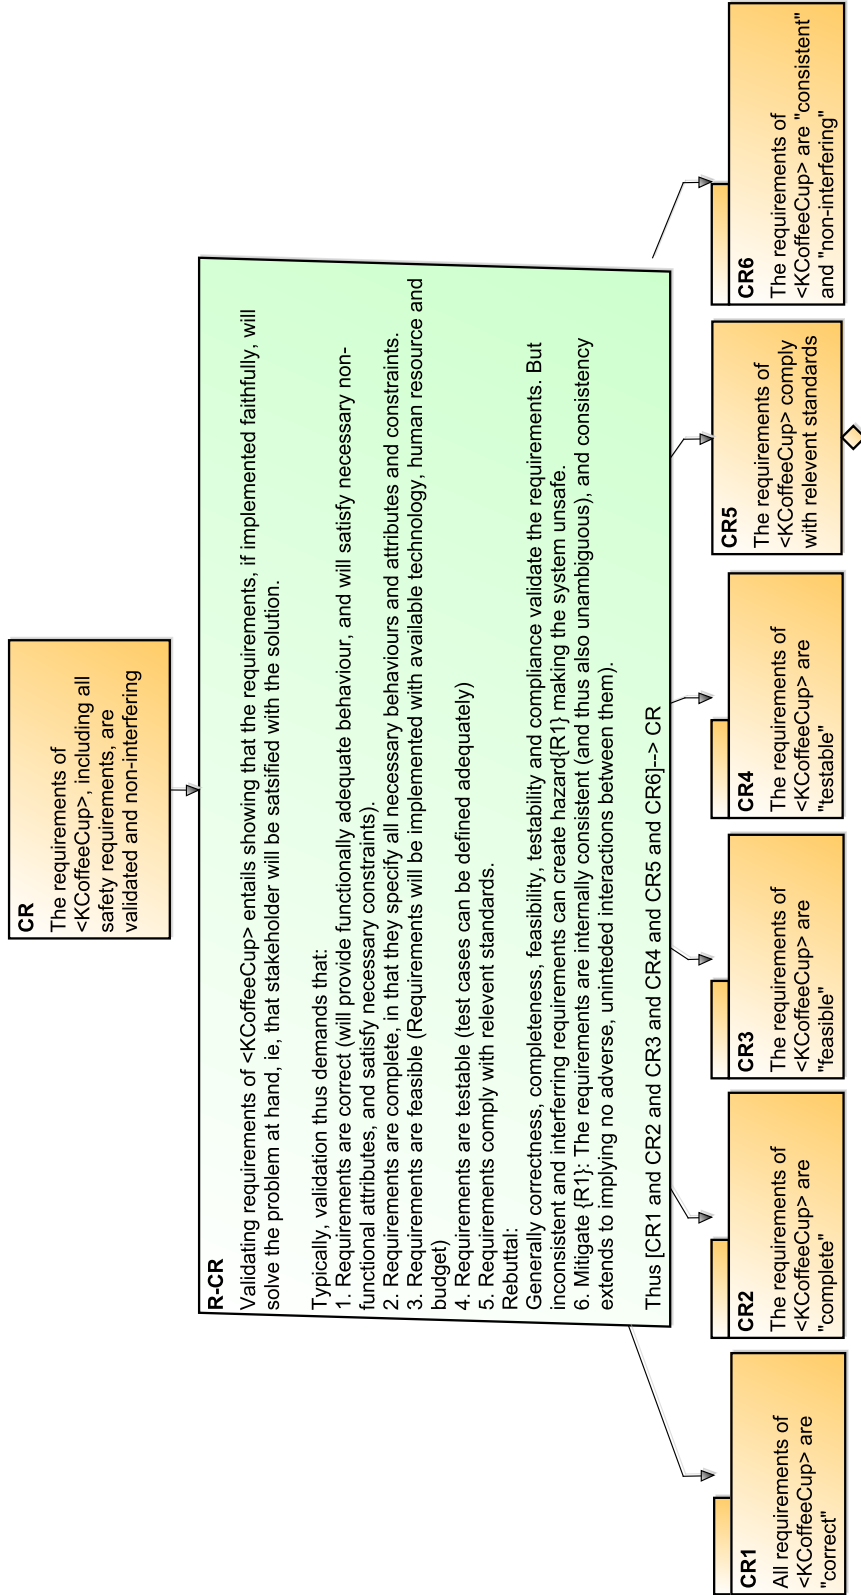 CR
The requirements of
<KCoffeeCup>, including all
safety requirements, are
validated and non-interfering
R-CR
Validating requirements of <KCoffeeCup> entails showing that the requirements, if implemented faithfully, will
solve the problem at hand, ie, that stakeholder will be satsified with the solution.
Typically, validation thus demands that:
1. Requirements are correct (will provide functionally adequate behaviour, and will satisfy necessary non-
functional attributes, and satisfy necessary constraints).
2. Requirements are complete, in that they specify all necessary behaviours and attributes and constraints.
3. Requirements are feasible (Requirements will be implemented with available technology, human resource and
budget)
4. Requirements are testable (test cases can be defined adequately)
5. Requirements comply with relevent standards.
Rebuttal:
Generally correctness, completeness, feasibility, testability and compliance validate the requirements. But
inconsistent and interferring requirements can create hazard{R1} making the system unsafe.
6. Mitigate {R1}: The requirements are internally consistent (and thus also unambiguous), and consistency
extends to implying no adverse, uninteded interactions between them).
Thus [CR1 and CR2 and CR3 and CR4 and CR5 and CR6]--> CR
CR1
All requirements of
<KCoffeeCup> are
"correct"
CR2
The requirements of
<KCoffeeCup> are
"complete"
CR3
The requirements of
<KCoffeeCup> are
"feasible"
CR4
The requirements of
<KCoffeeCup> are
"testable"
CR5
The requirements of
<KCoffeeCup> comply
with relevent standards
CR6
The requirements of
<KCoffeeCup> are "consistent"
and "non-interfering"